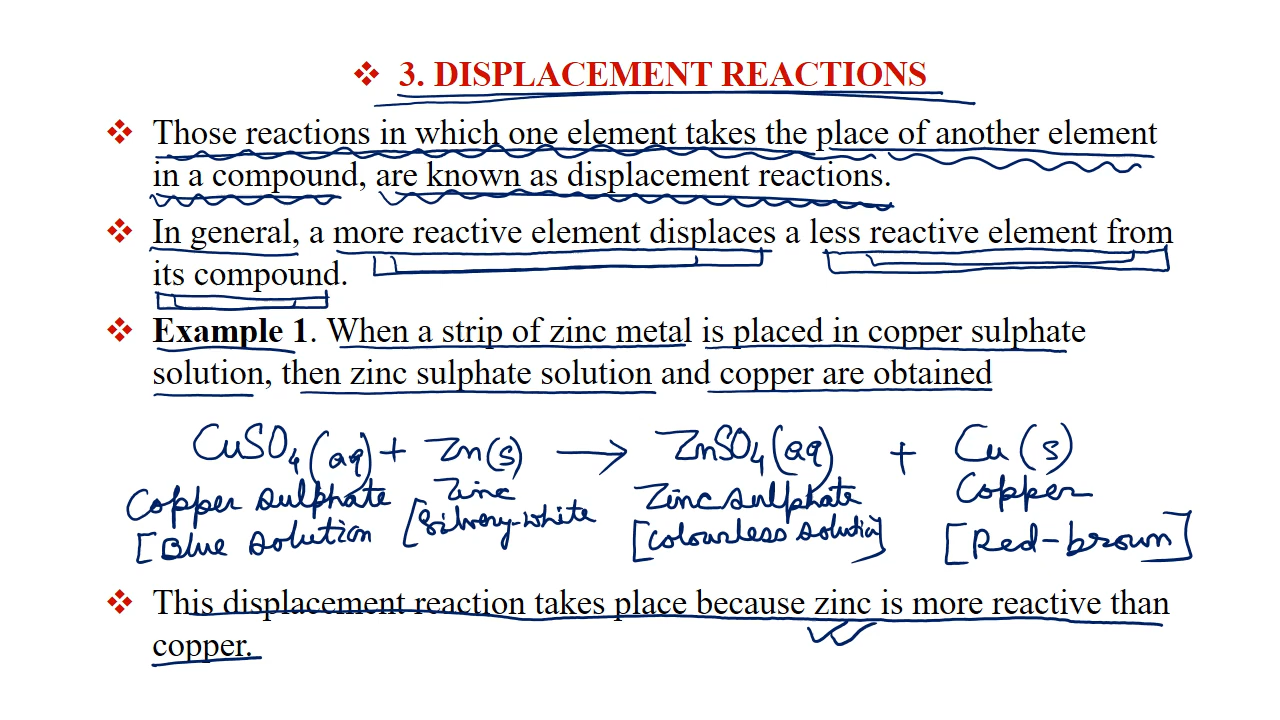 ❖ 3. DISPLACEMENT REACTIONS
❖ Those reactions in which one element takes the place of another element
in a compound, are known as displacement reactions.
❖ In general, a more reactive element displaces a less reactive element from
its compound.
❖ Example 1. When a strip of zinc metal is placed in copper sulphate
solution, then zinc sulphate solution and copper are obtained
CuSO4(aq) + Zn(s) → ZnSO4(aq) + Cu(s)
Copper sulphate Zinc Zinc sulphate Copper
[Blue solution [Silvery-white [Colourless solution] [Red-brown]
❖ This displacement reaction takes place because zinc is more reactive than
copper.